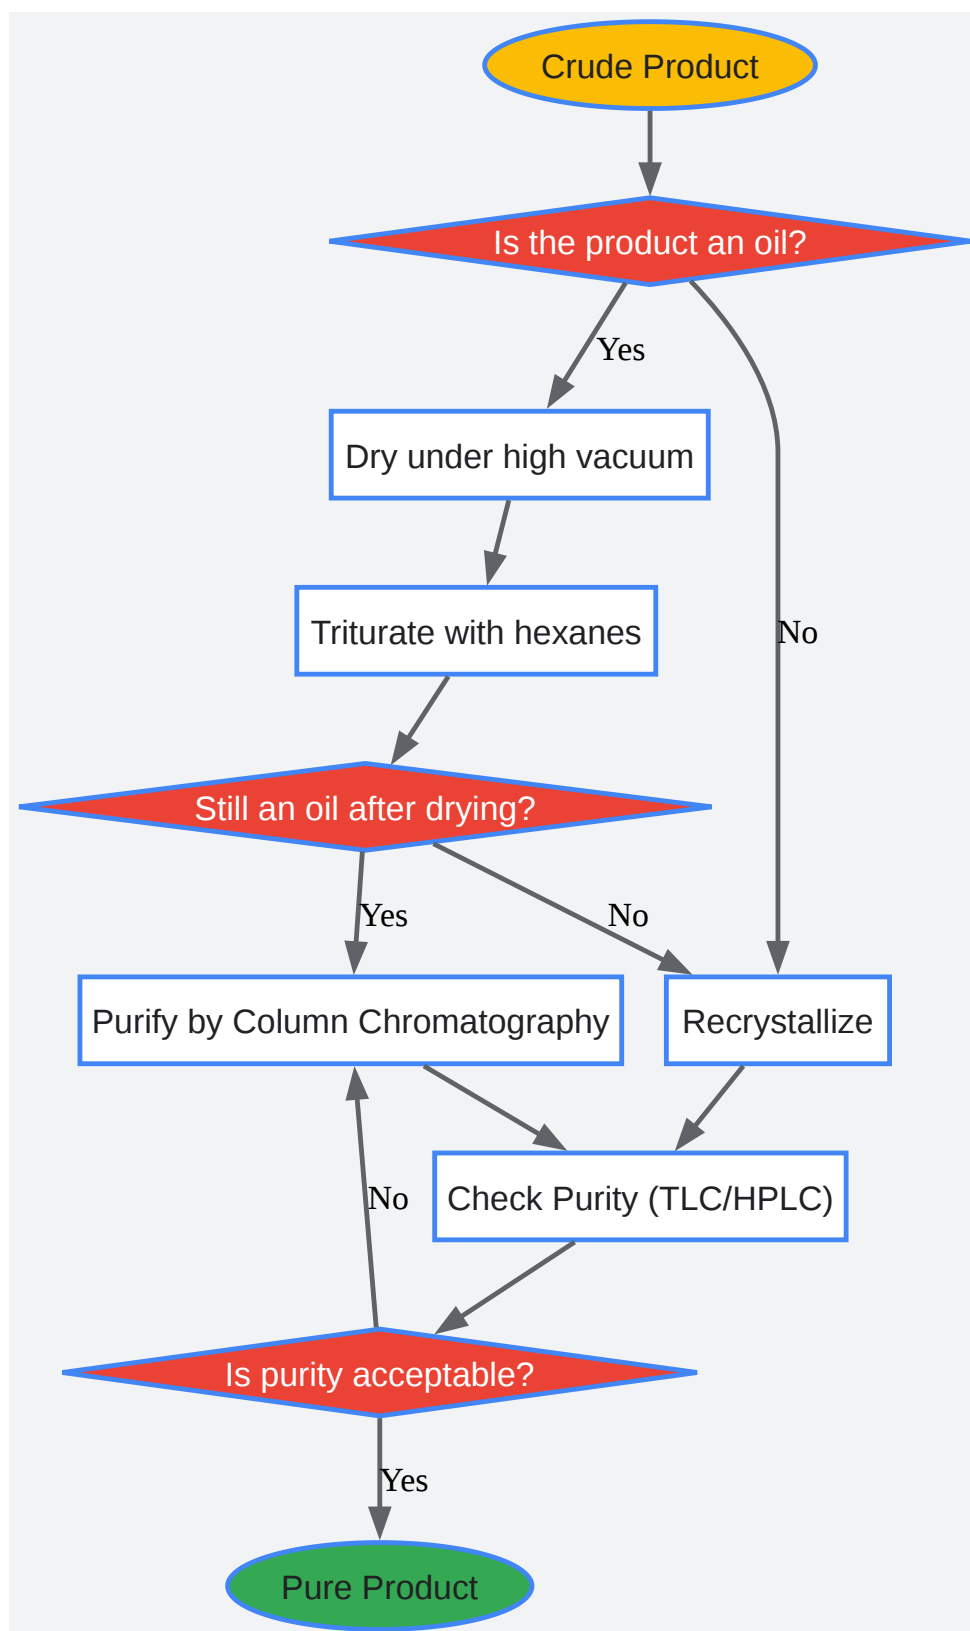 Crude Product
Is the product an oil?
Yes
Dry under high vacuum
Triturate with hexanes
No
Still an oil after drying?
Yes
No
Purify by Column Chromatography
Recrystallize
No
Check Purity (TLC/HPLC)
Is purity acceptable?
Yes
Pure Product